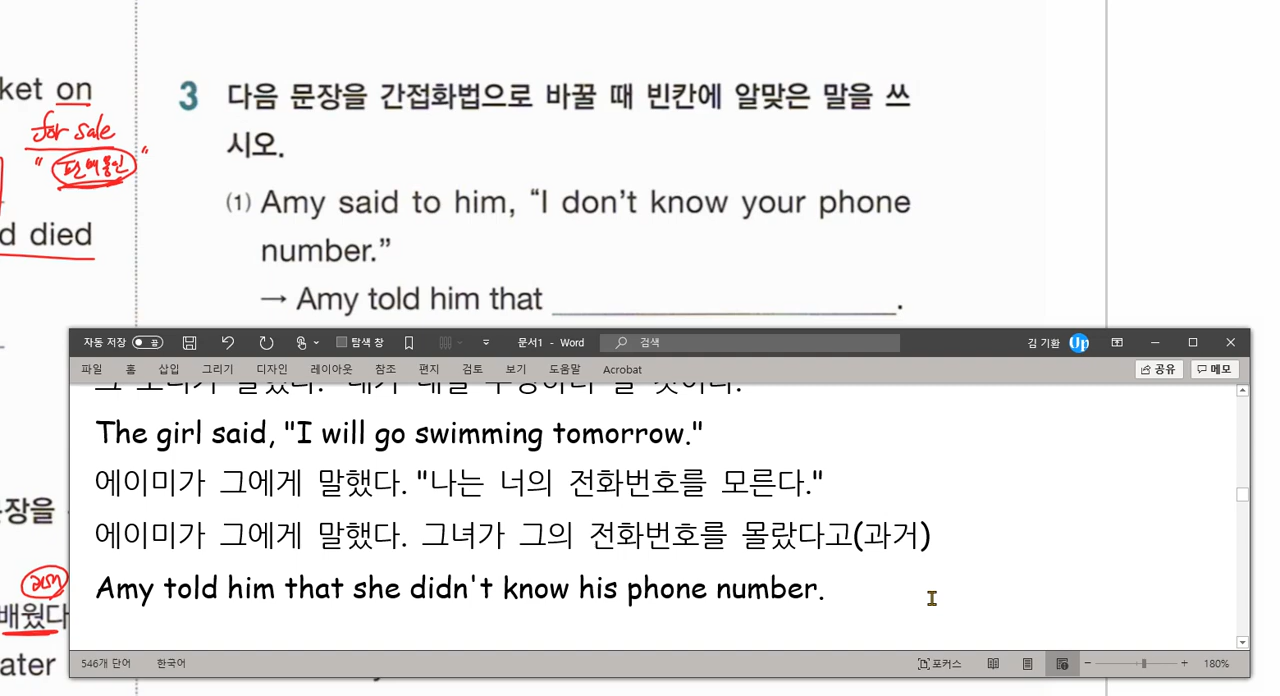 ket on
for sale
"판매용인"
d died
3 다음 문장을 간접화법으로 바꿀 때 빈칸에 알맞은 말을 쓰
시오.
(1) Amy said to him, “I don’t know your phone
number.”
→ Amy told him that ____________________.
자동 저장 끔 탐색 창 문서1 - Word 검색 김 기환 Up
파일 홈 삽입 그리기 디자인 레이아웃 참조 편지 검토 보기 도움말 Acrobat 공유 메모
The girl said, "I will go swimming tomorrow."
에이미가 그에게 말했다. "나는 너의 전화번호를 모른다."
에이미가 그에게 말했다. 그녀가 그의 전화번호를 몰랐다고(과거)
Amy told him that she didn't know his phone number.
장을
배웠다
ater
546개 단어 한국어 포커스 180%